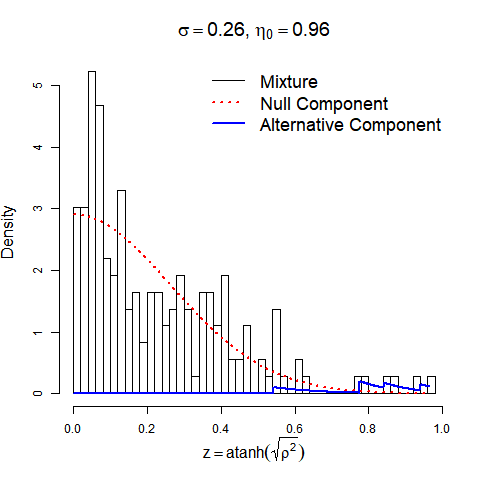 σ = 0.26, η₀ = 0.96
Mixture
Null Component
Alternative Component
Density
5
4
3
2
1
0
0.0 0.2 0.4 0.6 0.8 1.0
z = atanh(√ρ²)